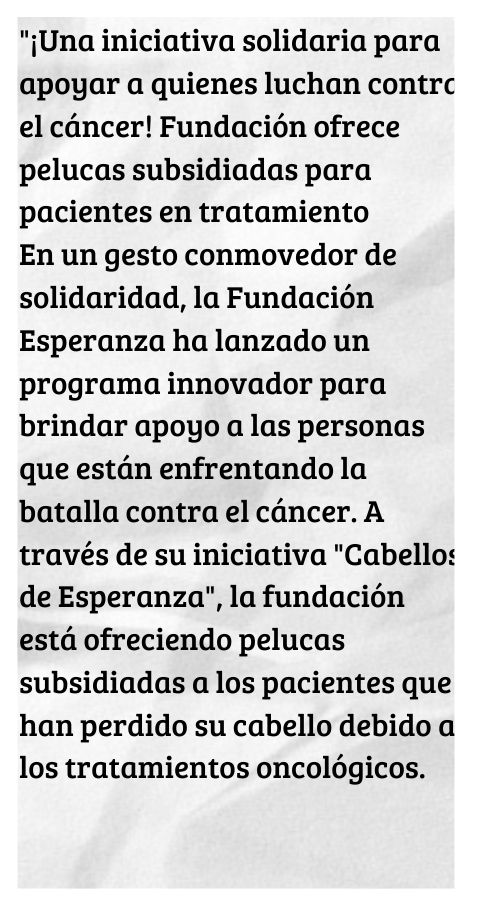 "¡Una iniciativa solidaria para
apoyar a quienes luchan contra
el cáncer! Fundación ofrece
pelucas subsidiadas para
pacientes en tratamiento
En un gesto conmovedor de
solidaridad, la Fundación
Esperanza ha lanzado un
programa innovador para
brindar apoyo a las personas
que están enfrentando la
batalla contra el cáncer. A
través de su iniciativa "Cabellos
de Esperanza", la fundación
está ofreciendo pelucas
subsidiadas a los pacientes que
han perdido su cabello debido a
los tratamientos oncológicos.